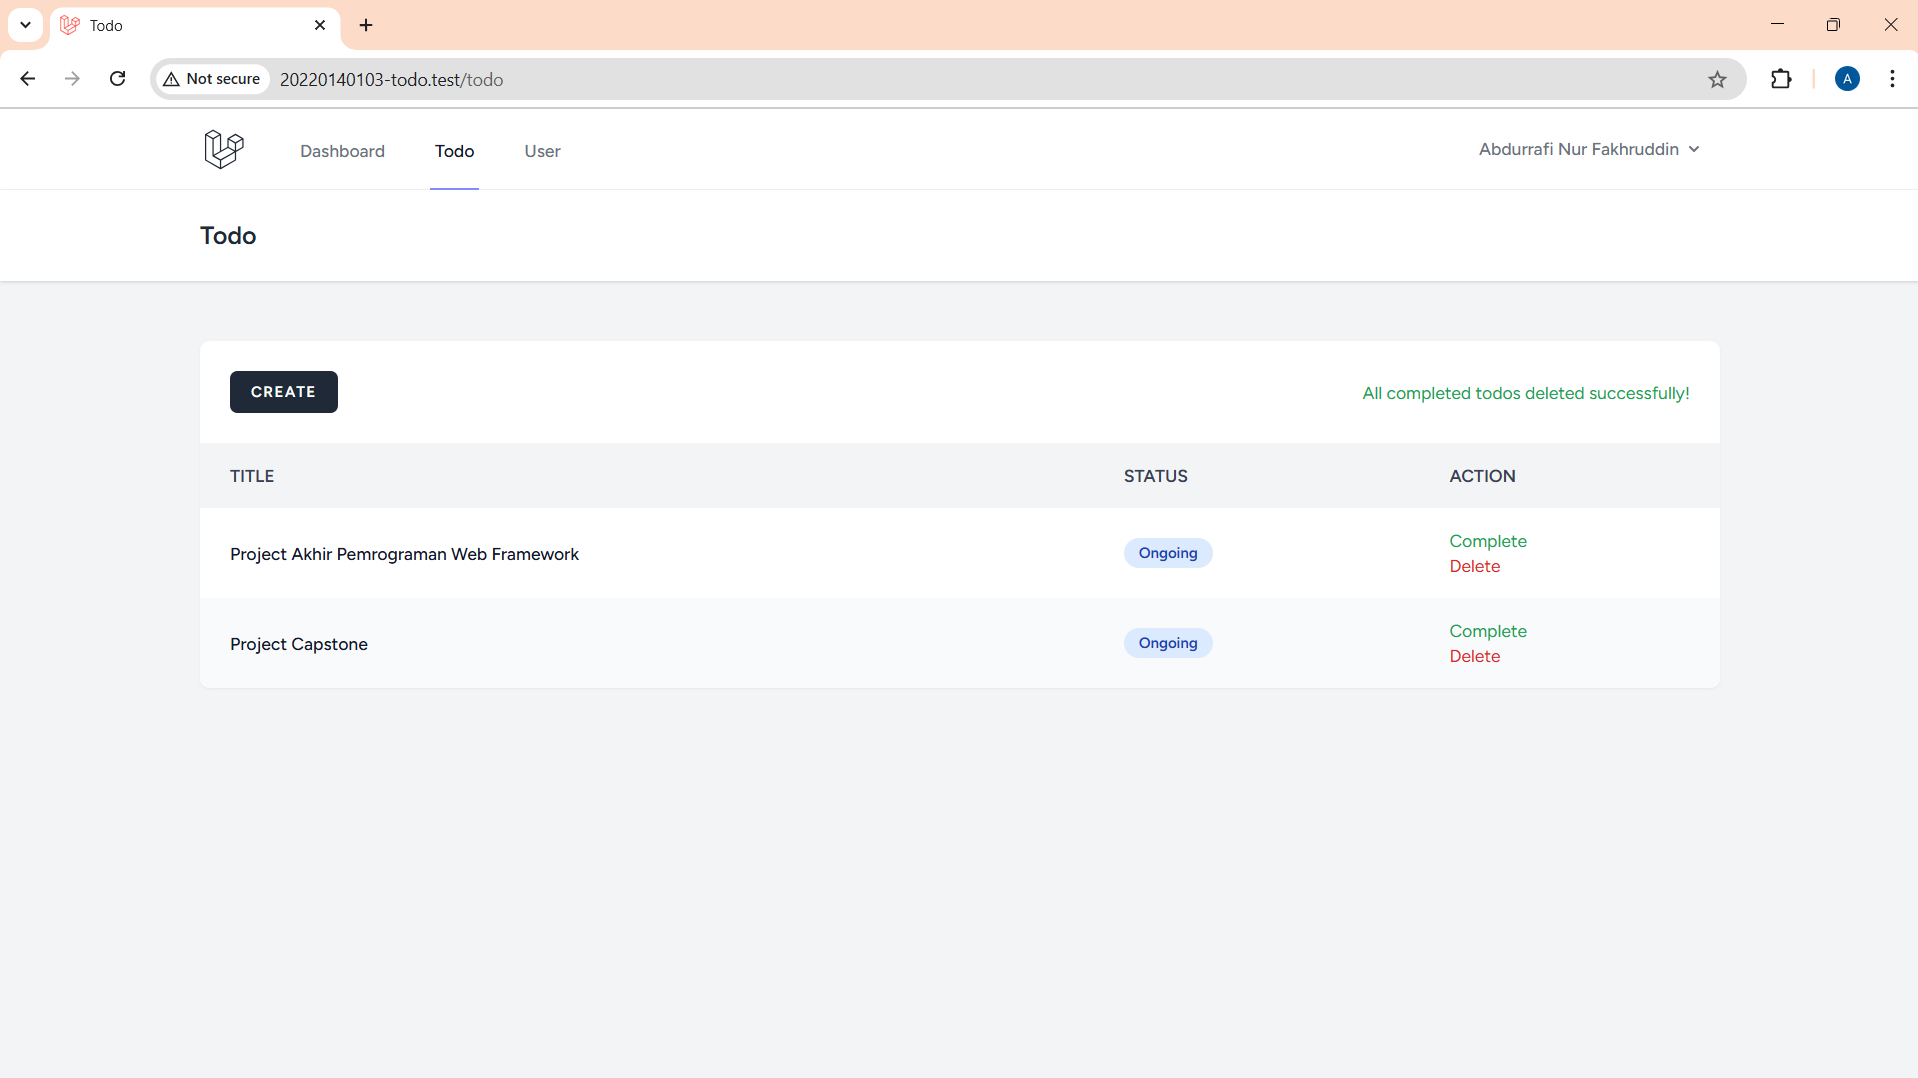 Todo
Not secure
20220140103-todo.test/todo
A
Dashboard
Todo
User
Abdurrafi Nur Fakhruddin
Todo
CREATE
All completed todos deleted successfully!
TITLE
STATUS
ACTION
Project Akhir Pemrograman Web Framework
Ongoing
Complete
Delete
Project Capstone
Ongoing
Complete
Delete